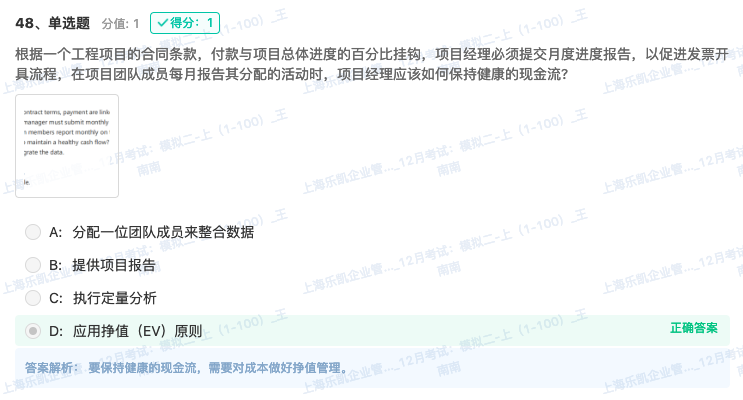 48、单选题 分值: 1 得分：1
根据一个工程项目的合同条款，付款与项目总体进度的百分比挂钩，项目经理必须提交月度进度报告，以促进发票开
具流程，在项目团队成员每月报告其分配的活动时，项目经理应该如何保持健康的现金流?
ontract terms, payment are link
manager must submit monthly
n members report monthly on
maintain a healthy cash flow?
grate the data.
A: 分配一位团队成员来整合数据
B: 提供项目报告
C: 执行定量分析
D: 应用挣值（EV）原则 正确答案
答案解析： 要保持健康的现金流，需要对成本做好挣值管理。
上海乐凯企业管..._12月考试：模拟二-上（1-100）_王
南南